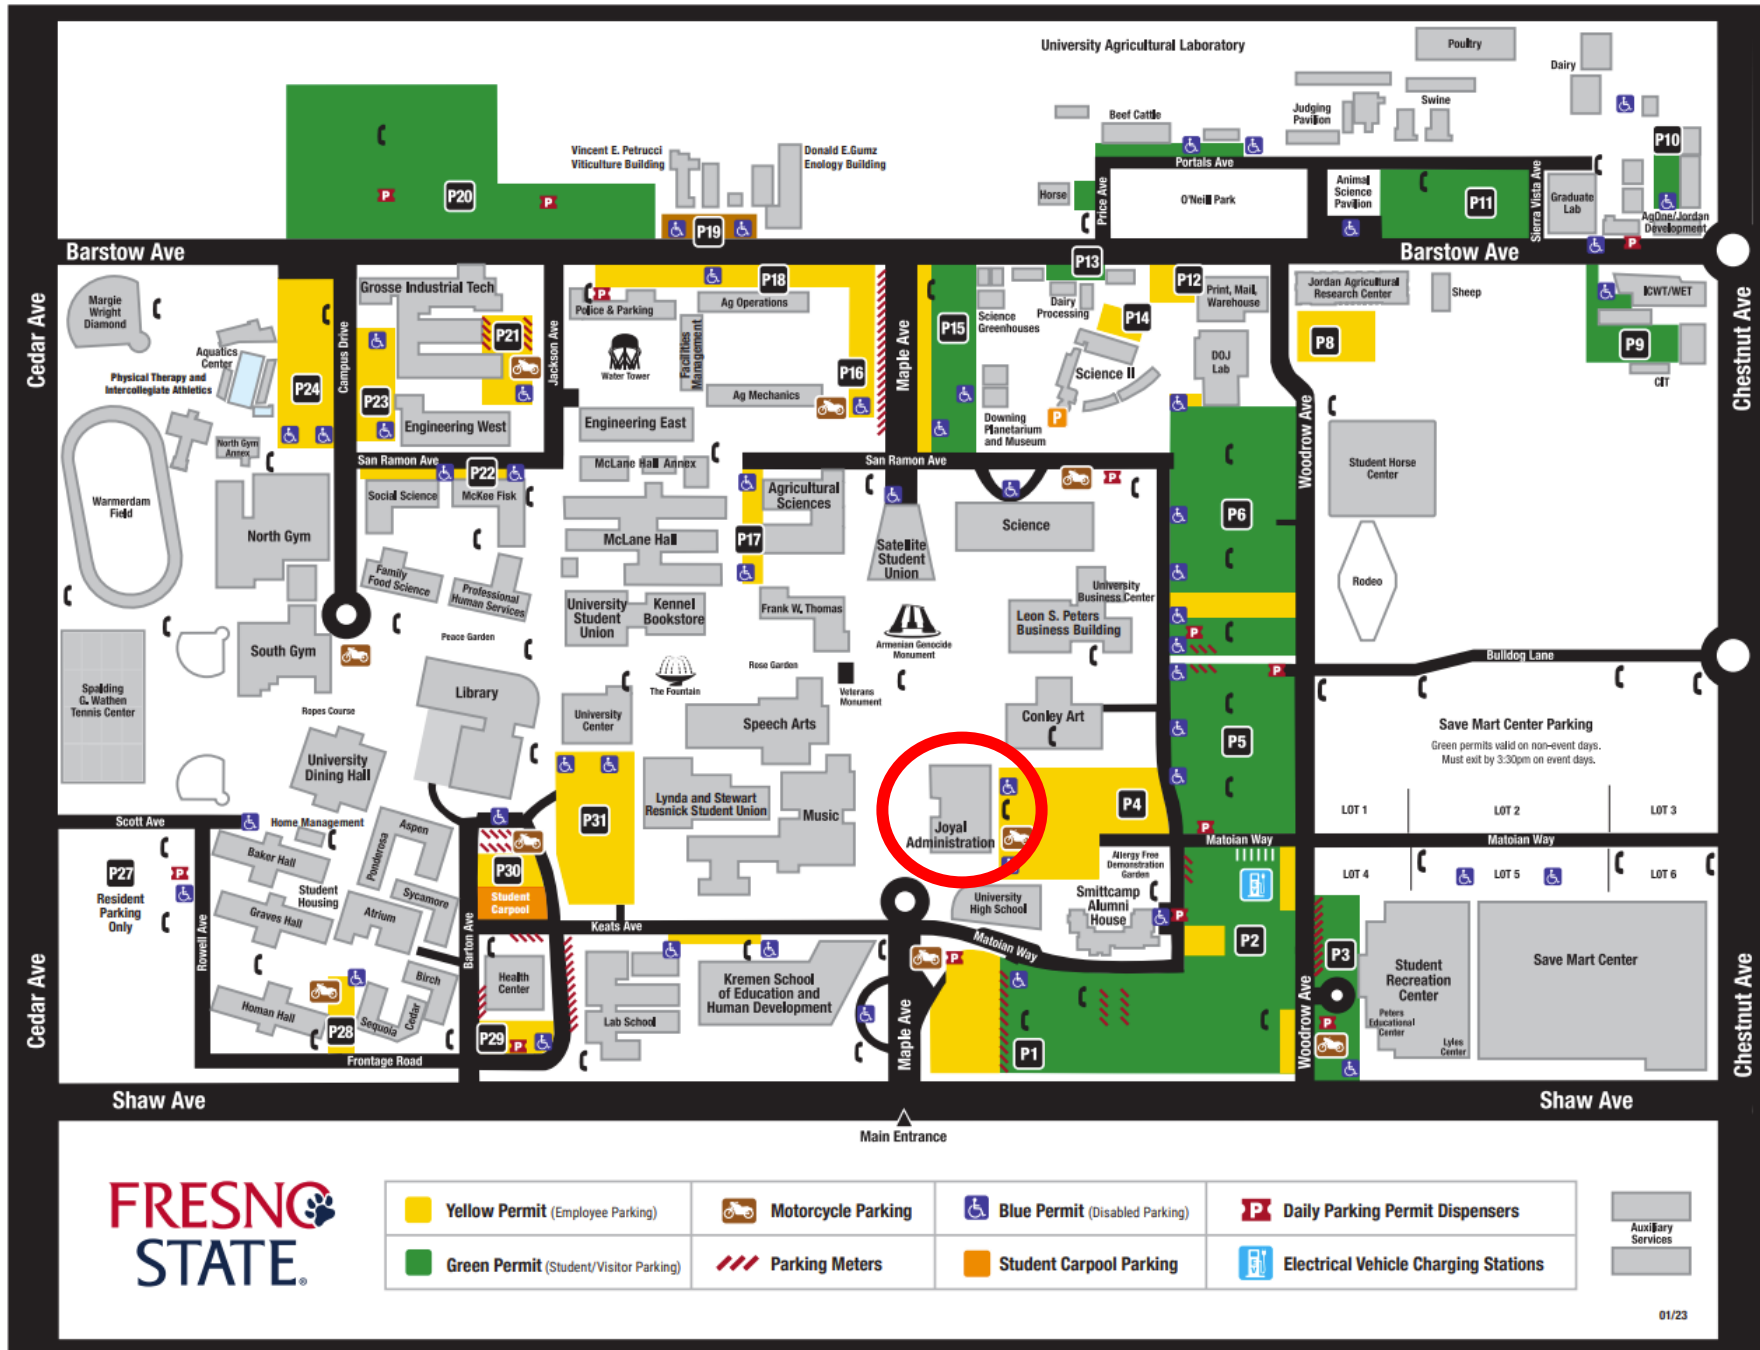 University Agricultural Laboratory
Poultry
Dairy
Swine
Judging
Pavilion
Beef Cattle
P10
Vincent E. Petrucci
Viticulture Building
Donald E.Gumz
Enology Building
Portals Ave
P20
P
P
P19
Horse
Price Ave
O'Neill Park
Animal
Science
Pavilion
P11
Sierra Vista Ave
Graduate
Lab
AgOne/Jordan
Development
P
Barstow Ave
Barstow Ave
Cedar Ave
Chestnut Ave
Margie
Wright
Diamond
Aquatics
Center
Physical Therapy and
Intercollegiate Athletics
P24
Campus Drive
Grosse Industrial Tech
P21
P23
Engineering West
Jackson Ave
P
Police & Parking
P18
Ag Operations
Facilities
Management
Water Tower
P16
Ag Mechanics
Engineering East
Maple Ave
P15
P13
Science
Greenhouses
Dairy
Processing
P12
Print, Mail,
Warehouse
P14
Science II
DOJ
Lab
Downing
Planetarium
and Museum
P
Jordan Agricultural
Research Center
Sheep
ICWT/WET
P8
P9
CIT
Woodrow Ave
North Gym
Annex
San Ramon Ave
P22
McLane Hall Annex
San Ramon Ave
P
Student Horse
Center
Warmerdam
Field
North Gym
Social Science
McKee Fisk
McLane Hall
P17
Agricultural
Sciences
Satellite
Student
Union
Science
P6
Rodeo
Family
Food Science
Professional
Human Services
University
Student
Union
Kennel
Bookstore
Frank W. Thomas
Armenian Genocide
Monument
University
Business Center
Leon S. Peters
Business Building
P
Peace Garden
South Gym
Bulldog Lane
Spalding
G. Wathen
Tennis Center
Ropes Course
Library
The Fountain
Rose Garden
Veterans
Monument
University
Center
Speech Arts
Conley Art
P
P5
Save Mart Center Parking
Green permits valid on non-event days.
Must exit by 3:30pm on event days.
University
Dining Hall
P31
Lynda and Stewart
Resnick Student Union
Music
Joyal
Administration
P4
LOT 1
LOT 2
LOT 3
Scott Ave
Home Management
Aspen
Ponderosa
P
Matoian Way
Matoian Way
Baker Hall
P27
Resident
Parking
Only
P
Student
Housing
Sycamore
Graves Hall
Atrium
P30
Student
Carpool
Allergy Free
Demonstration
Garden
Smittcamp
Alumni
House
University
High School
P
LOT 4
LOT 5
LOT 6
Rowell Ave
Barton Ave
Keats Ave
Matoian Way
P2
P3
Cedar Ave
Chestnut Ave
Birch
Homan Hall
P28
Sequoia
Cedar
Health
Center
P29
P
Lab School
Kremen School
of Education and
Human Development
P
Maple Ave
P1
Woodrow Ave
Student
Recreation
Center
Peters
Educational
Center
Lyles
Center
P
Save Mart Center
Frontage Road
Shaw Ave
Shaw Ave
Main Entrance
FRESNO
STATE®
Yellow Permit (Employee Parking)
Motorcycle Parking
Blue Permit (Disabled Parking)
P
Daily Parking Permit Dispensers
Green Permit (Student/Visitor Parking)
Parking Meters
Student Carpool Parking
EV
Electrical Vehicle Charging Stations
Auxiliary
Services
01/23